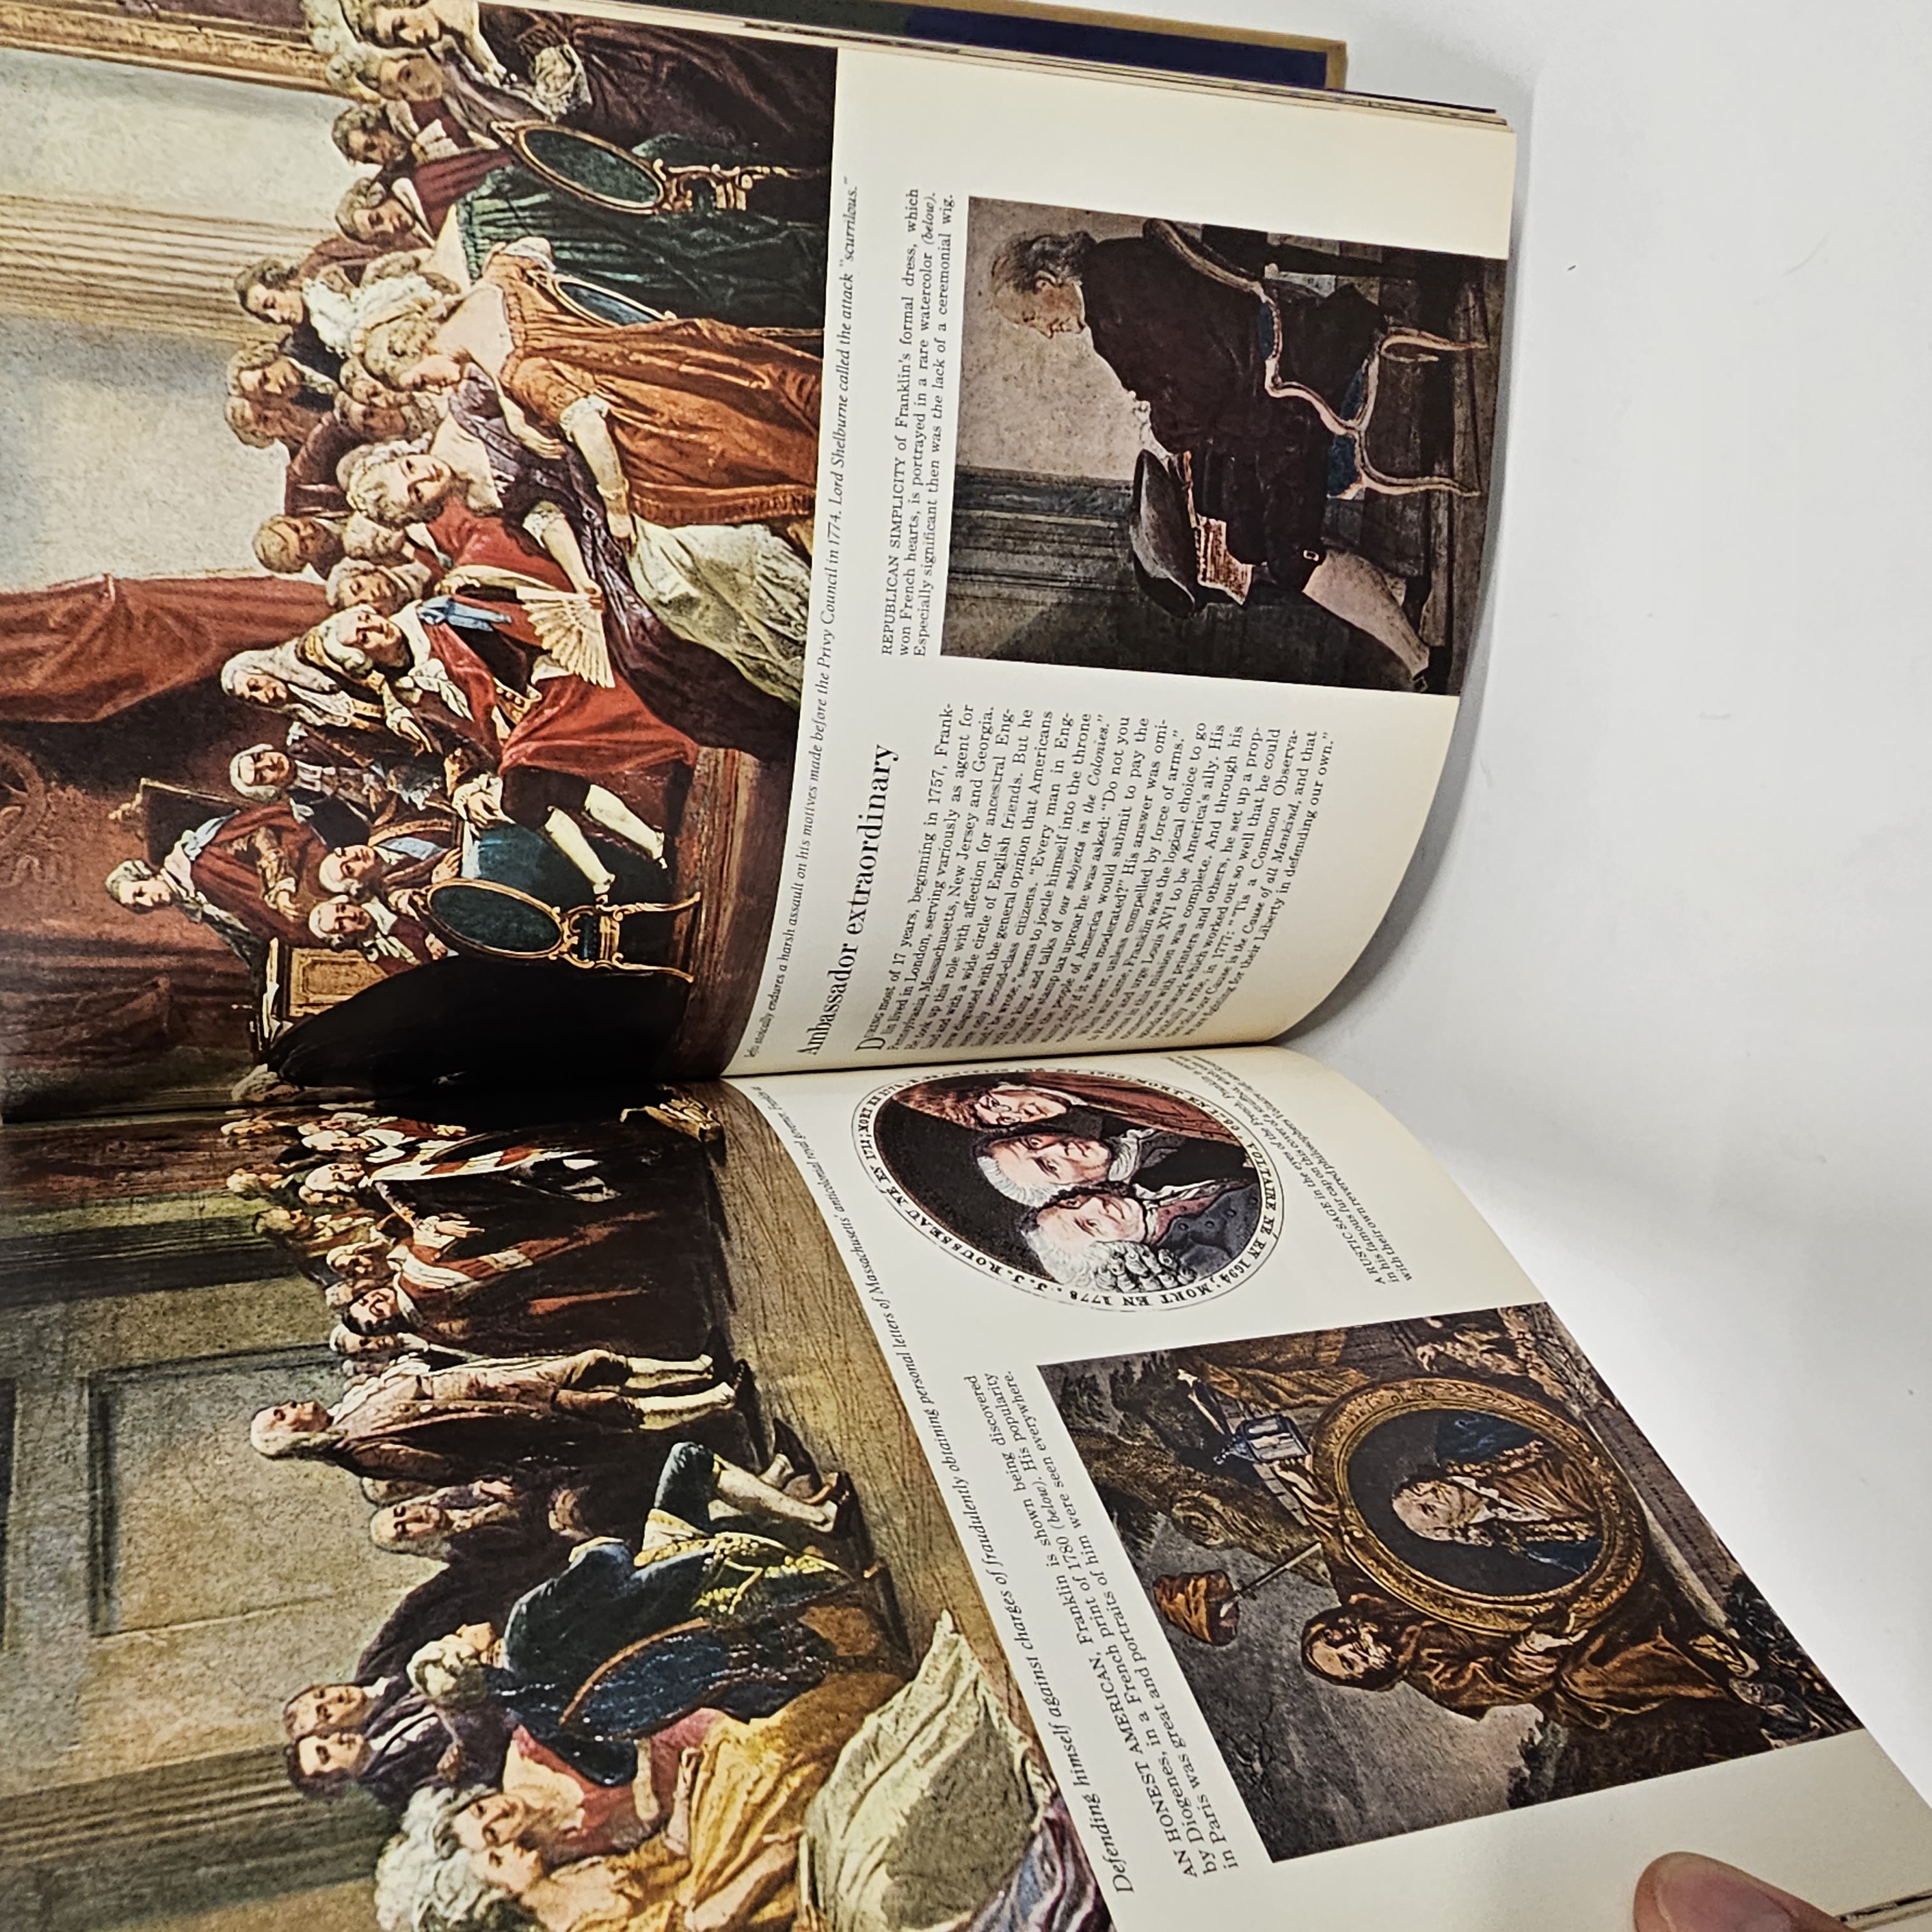 Defending himself against charges of fraudulently obtaining personal letters of Massachusetts' anticolonial royal governor, Franklin
AN HONEST AMERICAN, Franklin is shown being discovered
by Diogenes, in a French print of 1780 (below). His popularity
in Paris was great and portraits of him were seen everywhere.
J. J. ROUSSEAU NÉ EN 1712; MORT EN
VOLTAIRE NÉ EN 1694, MORT EN 1778
A RUSTIC SAGE in the eyes of the French, Franklin
in his famous fur cap on this cover of a snuffbox,
with their own revered philosophers Voltaire
stoically endures a harsh assault on his motives made before the Privy Council in 1774. Lord Shelburne called the attack "scurrilous."
Ambassador extraordinary
DURING most of 17 years, beginning in 1757, Frank-
lin lived in London, serving variously as agent for
Pennsylvania, Massachusetts, New Jersey and Georgia.
He took up this role with affection for ancestral Eng-
land and with a wide circle of English friends. But he
grew disgusted with the general opinion that Americans
were only second-class citizens. "Every man in Eng-
land," he wrote, "seems to jostle himself into the throne
with the king, and talks of our subjects in the Colonies."
During the stamp tax uproar he was asked: "Do not you
think the people of America would submit to pay the
stamp duty if it was moderated?" His answer was omi-
nous: "No, never, unless compelled by force of arms."
When war came, Franklin was the logical choice to go
to France and urge Louis XVI to be America's ally. His
success in this mission was complete. And through his
connections with printers and others, he set up a prop-
aganda network which worked out so well that he could
truthfully write, in 1777: "'Tis a Common Observa-
tion that our Cause is the Cause of all Mankind, and that
we are fighting for their Liberty in defending our own."
REPUBLICAN SIMPLICITY of Franklin's formal dress, which
won French hearts, is portrayed in a rare watercolor (below).
Especially significant then was the lack of a ceremonial wig.